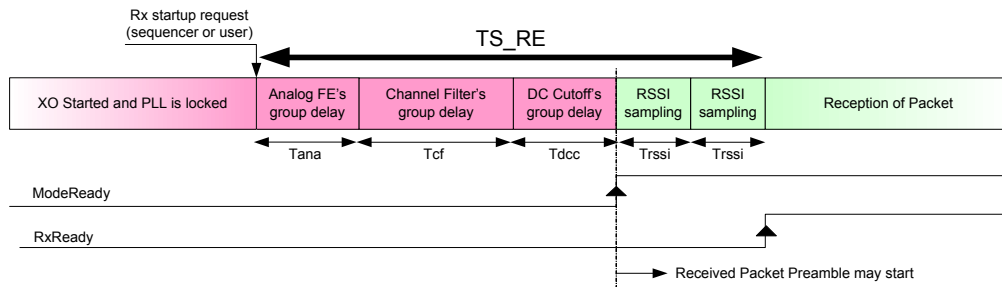 Rx startup request
(sequencer or user)
TS_RE
XO Started and PLL is locked
Analog FE's
group delay
Channel Filter's
group delay
DC Cutoff's
group delay
RSSI
sampling
RSSI
sampling
Reception of Packet
Tana
Tcf
Tdcc
Trssi
Trssi
ModeReady
RxReady
Received Packet Preamble may start